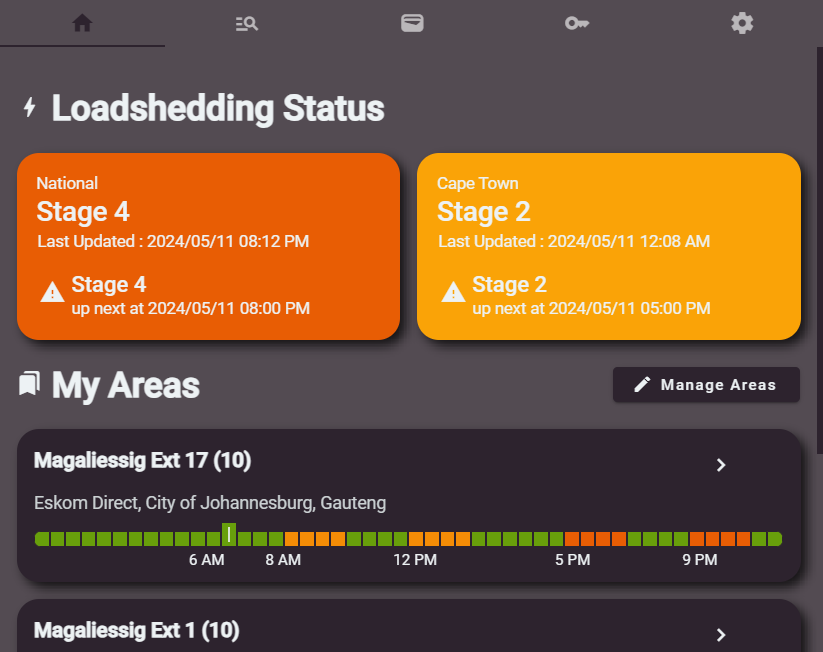 Loadshedding Status
National
Stage 4
Last Updated : 2024/05/11 08:12 PM
Stage 4
up next at 2024/05/11 08:00 PM
Cape Town
Stage 2
Last Updated : 2024/05/11 12:08 AM
Stage 2
up next at 2024/05/11 05:00 PM
My Areas
Manage Areas
Magaliessig Ext 17 (10)
Eskom Direct, City of Johannesburg, Gauteng
6 AM 8 AM 12 PM 5 PM 9 PM
Magaliessig Ext 1 (10)